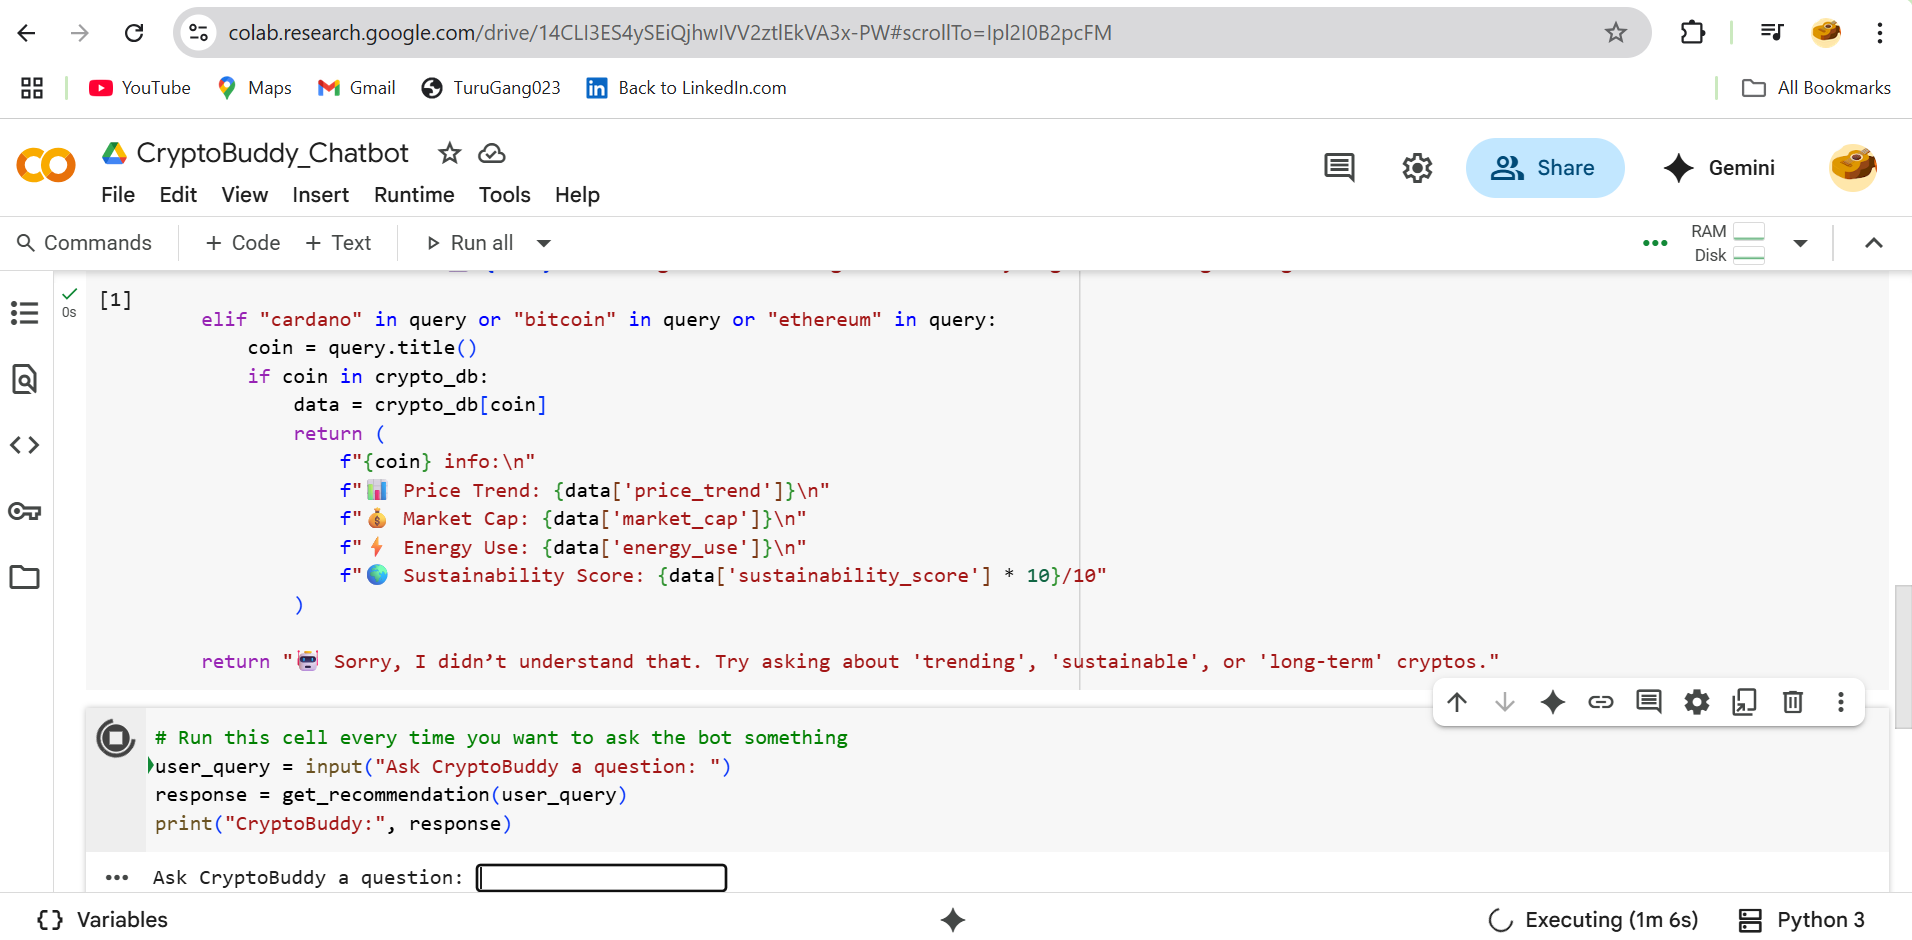 colab.research.google.com/drive/14CLI3ES4ySEiQjhwIVV2ztlEkVA3x-PW#scrollTo=Ipl2I0B2pcFM
YouTube Maps Gmail TuruGang023 Back to LinkedIn.com All Bookmarks
CryptoBuddy_Chatbot
File Edit View Insert Runtime Tools Help
Share Gemini
Commands + Code + Text Run all RAM Disk
[1]
0s
elif "cardano" in query or "bitcoin" in query or "ethereum" in query:
coin = query.title()
if coin in crypto_db:
data = crypto_db[coin]
return (
f"{coin} info:\n"
f"📊 Price Trend: {data['price_trend']}\n"
f"💰 Market Cap: {data['market_cap']}\n"
f"⚡ Energy Use: {data['energy_use']}\n"
f"🌍 Sustainability Score: {data['sustainability_score'] * 10}/10"
)
return "🤖 Sorry, I didn’t understand that. Try asking about 'trending', 'sustainable', or 'long-term' cryptos."
# Run this cell every time you want to ask the bot something
user_query = input("Ask CryptoBuddy a question: ")
response = get_recommendation(user_query)
print("CryptoBuddy:", response)
Ask CryptoBuddy a question:
{} Variables Executing (1m 6s) Python 3